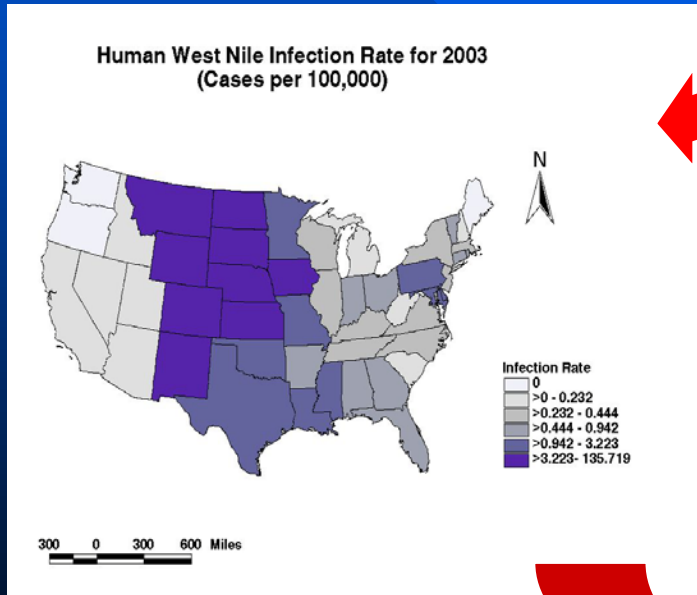 Human West Nile Infection Rate for 2003
(Cases per 100,000)
N
Infection Rate
0
>0 - 0.232
>0.232 - 0.444
>0.444 - 0.942
>0.942 - 3.223
>3.223- 135.719
300 0 300 600 Miles